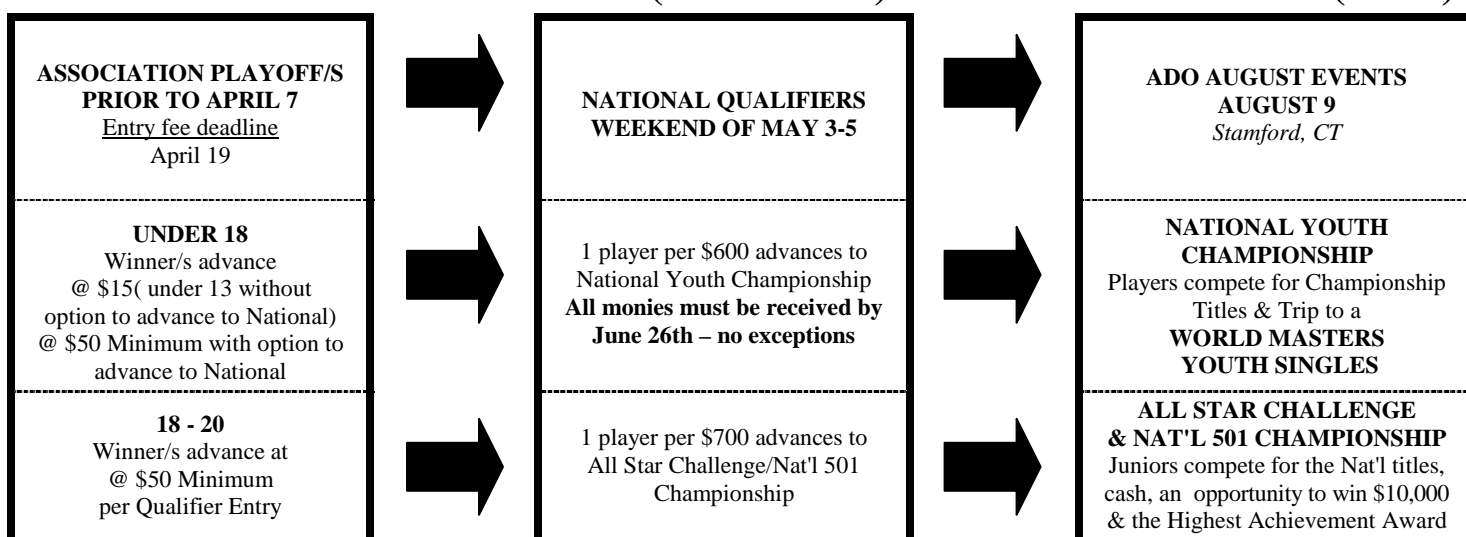 ASSOCIATION PLAYOFF/S
PRIOR TO APRIL 7
Entry fee deadline
April 19
NATIONAL QUALIFIERS
WEEKEND OF MAY 3-5
ADO AUGUST EVENTS
AUGUST 9
Stamford, CT
UNDER 18
Winner/s advance
@ $15( under 13 without
option to advance to National)
@ $50 Minimum with option to
advance to National
1 player per $600 advances to
National Youth Championship
All monies must be received by
June 26th – no exceptions
NATIONAL YOUTH
CHAMPIONSHIP
Players compete for Championship
Titles & Trip to a
WORLD MASTERS
YOUTH SINGLES
18 - 20
Winner/s advance at
@ $50 Minimum
per Qualifier Entry
1 player per $700 advances to
All Star Challenge/Nat'l 501
Championship
ALL STAR CHALLENGE
& NAT'L 501 CHAMPIONSHIP
Juniors compete for the Nat'l titles,
cash, an opportunity to win $10,000
& the Highest Achievement Award